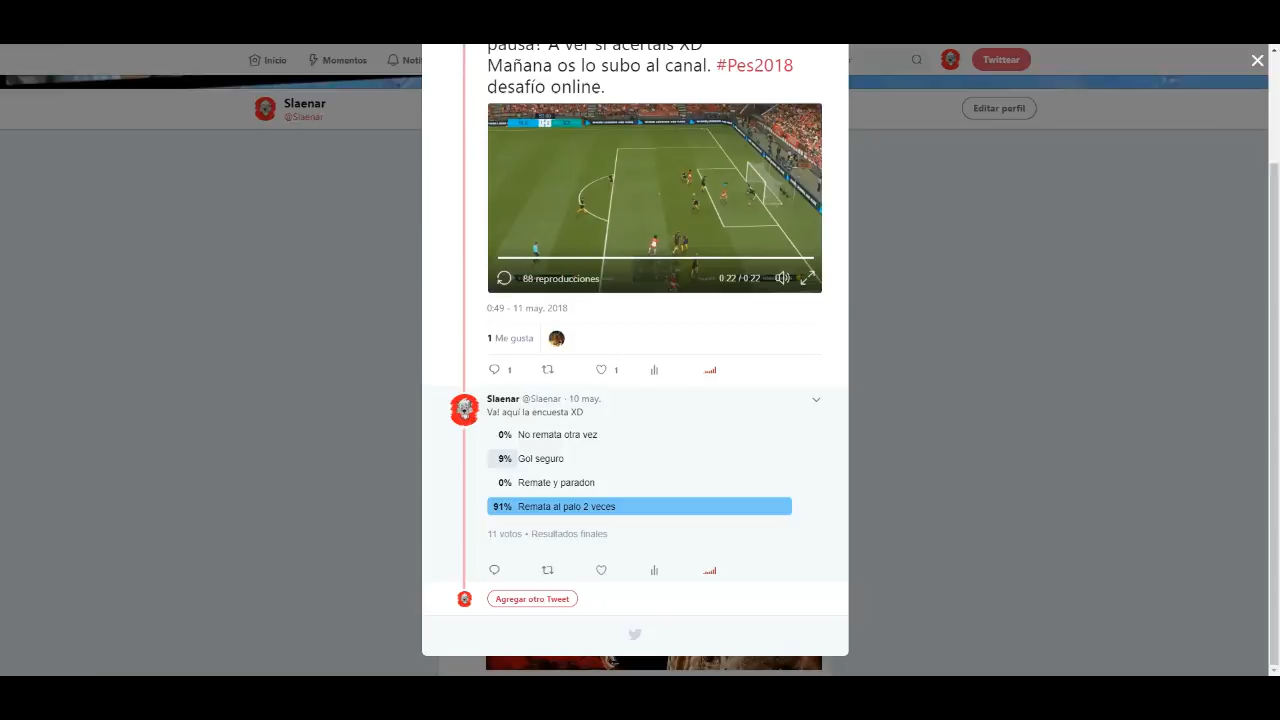 pausa? A ver si acertáis XD
Inicio
Momentos
Noti
Twittear
Mañana os lo subo al canal. #Pes2018
desafío online.
Slaenar
@Slaenar
Editar perfil
68 reproducciones
0:22 / 0:22
0:49 - 11 may. 2018
1 Me gusta
1
1
Slaenar @Slaenar · 10 may.
Va! aquí la encuesta XD
0% No remata otra vez
9% Gol seguro
0% Remate y paradon
91% Remata al palo 2 veces
11 votos • Resultados finales
Agregar otro Tweet